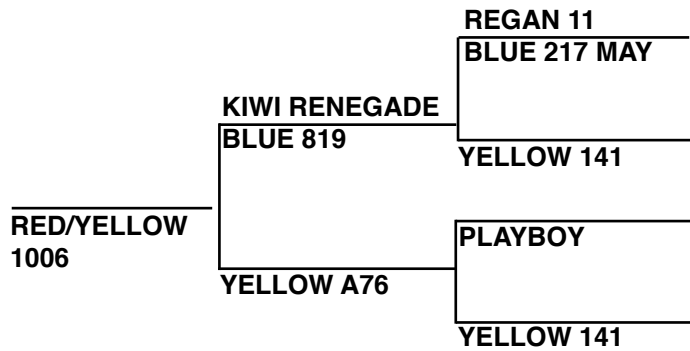 REGAN 11
BLUE 217 MAY
KIWI RENEGADE
BLUE 819
YELLOW 141
RED/YELLOW
1006
PLAYBOY
YELLOW A76
YELLOW 141